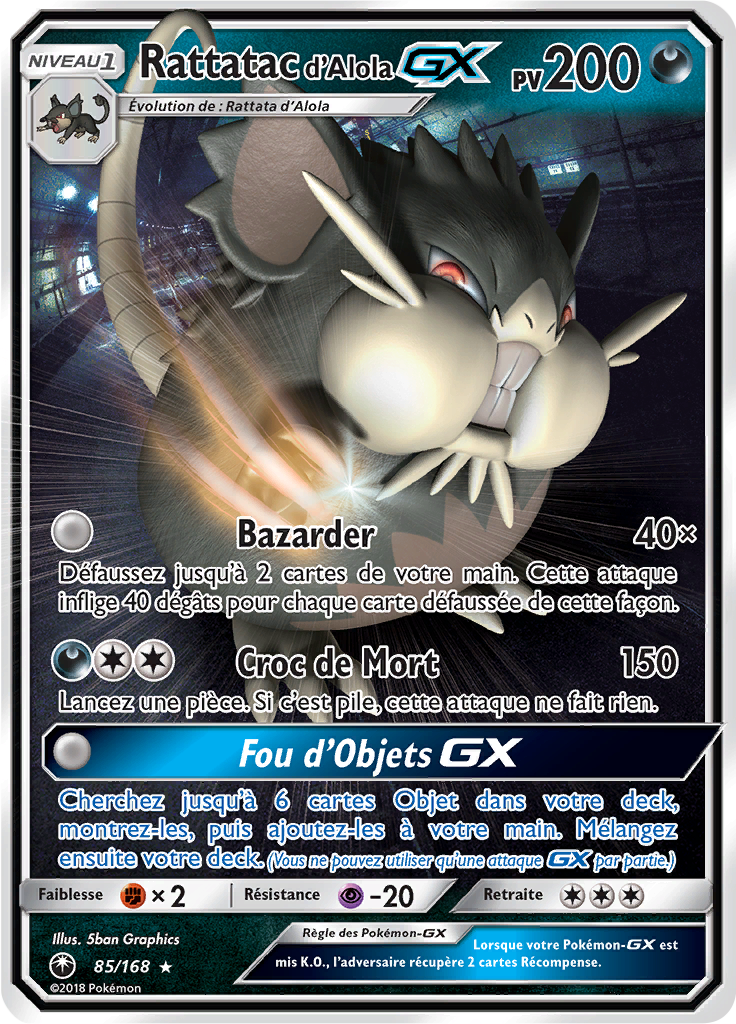 NIVEAU 1
Rattatac d'Alola GX PV 200
Évolution de : Rattata d'Alola
Bazarder 40×
Défaussez jusqu'à 2 cartes de votre main. Cette attaque
inflige 40 dégâts pour chaque carte défaussée de cette façon.
Croc de Mort 150
Lancez une pièce. Si c'est pile, cette attaque ne fait rien.
Fou d'Objets GX
Cherchez jusqu'à 6 cartes Objet dans votre deck,
montrez-les, puis ajoutez-les à votre main. Mélangez
ensuite votre deck. (Vous ne pouvez utiliser qu'une attaque GX par partie.)
Faiblesse × 2 Résistance -20 Retraite
Illus. 5ban Graphics
85/168
©2018 Pokémon
Règle des Pokémon-GX
Lorsque votre Pokémon-GX est
mis K.O., l'adversaire récupère 2 cartes Récompense.